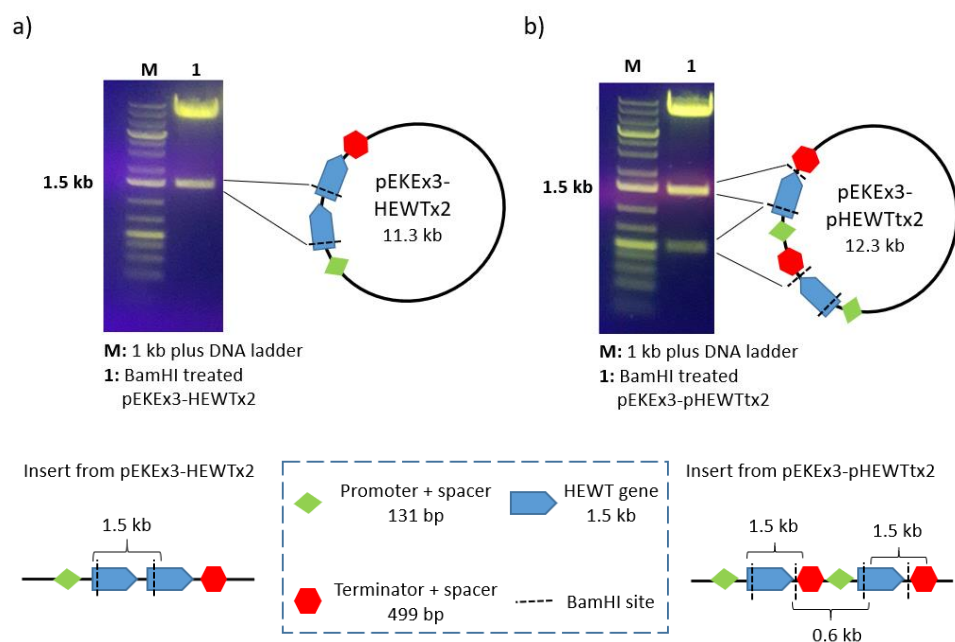 a)
M 1
1.5 kb
pEKEx3-
HEWTx2
11.3 kb
M: 1 kb plus DNA ladder
1: BamHI treated
pEKEx3-HEWTx2
b)
M 1
1.5 kb
pEKEx3-
pHEWTtx2
12.3 kb
M: 1 kb plus DNA ladder
1: BamHI treated
pEKEx3-pHEWTtx2
Insert from pEKEx3-HEWTx2
1.5 kb
Promoter + spacer
131 bp
HEWT gene
1.5 kb
Terminator + spacer
499 bp
BamHI site
Insert from pEKEx3-pHEWTtx2
1.5 kb
1.5 kb
0.6 kb